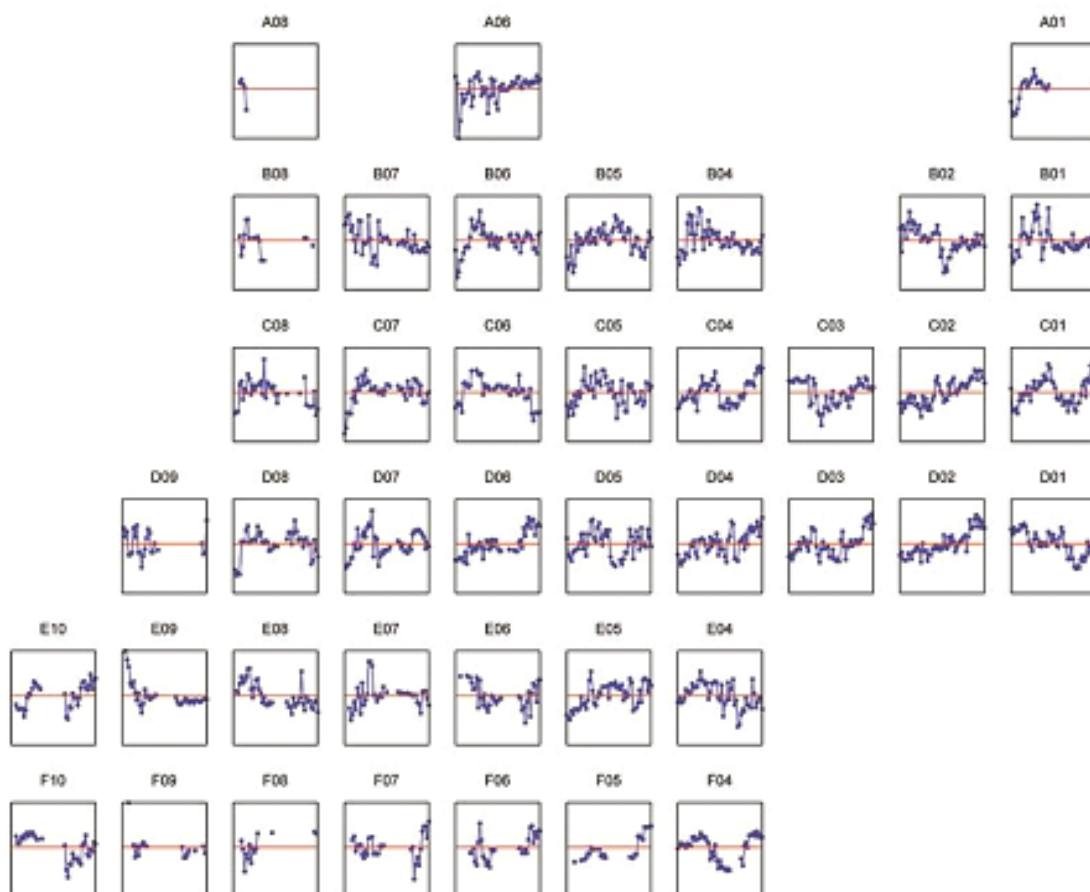 A08 A06 A01
B08 B07 B06 B05 B04 B02 B01
C08 C07 C06 C05 C04 C03 C02 C01
D09 D08 D07 D06 D05 D04 D03 D02 D01
E10 E09 E08 E07 E06 E05 E04
F10 F09 F08 F07 F06 F05 F04